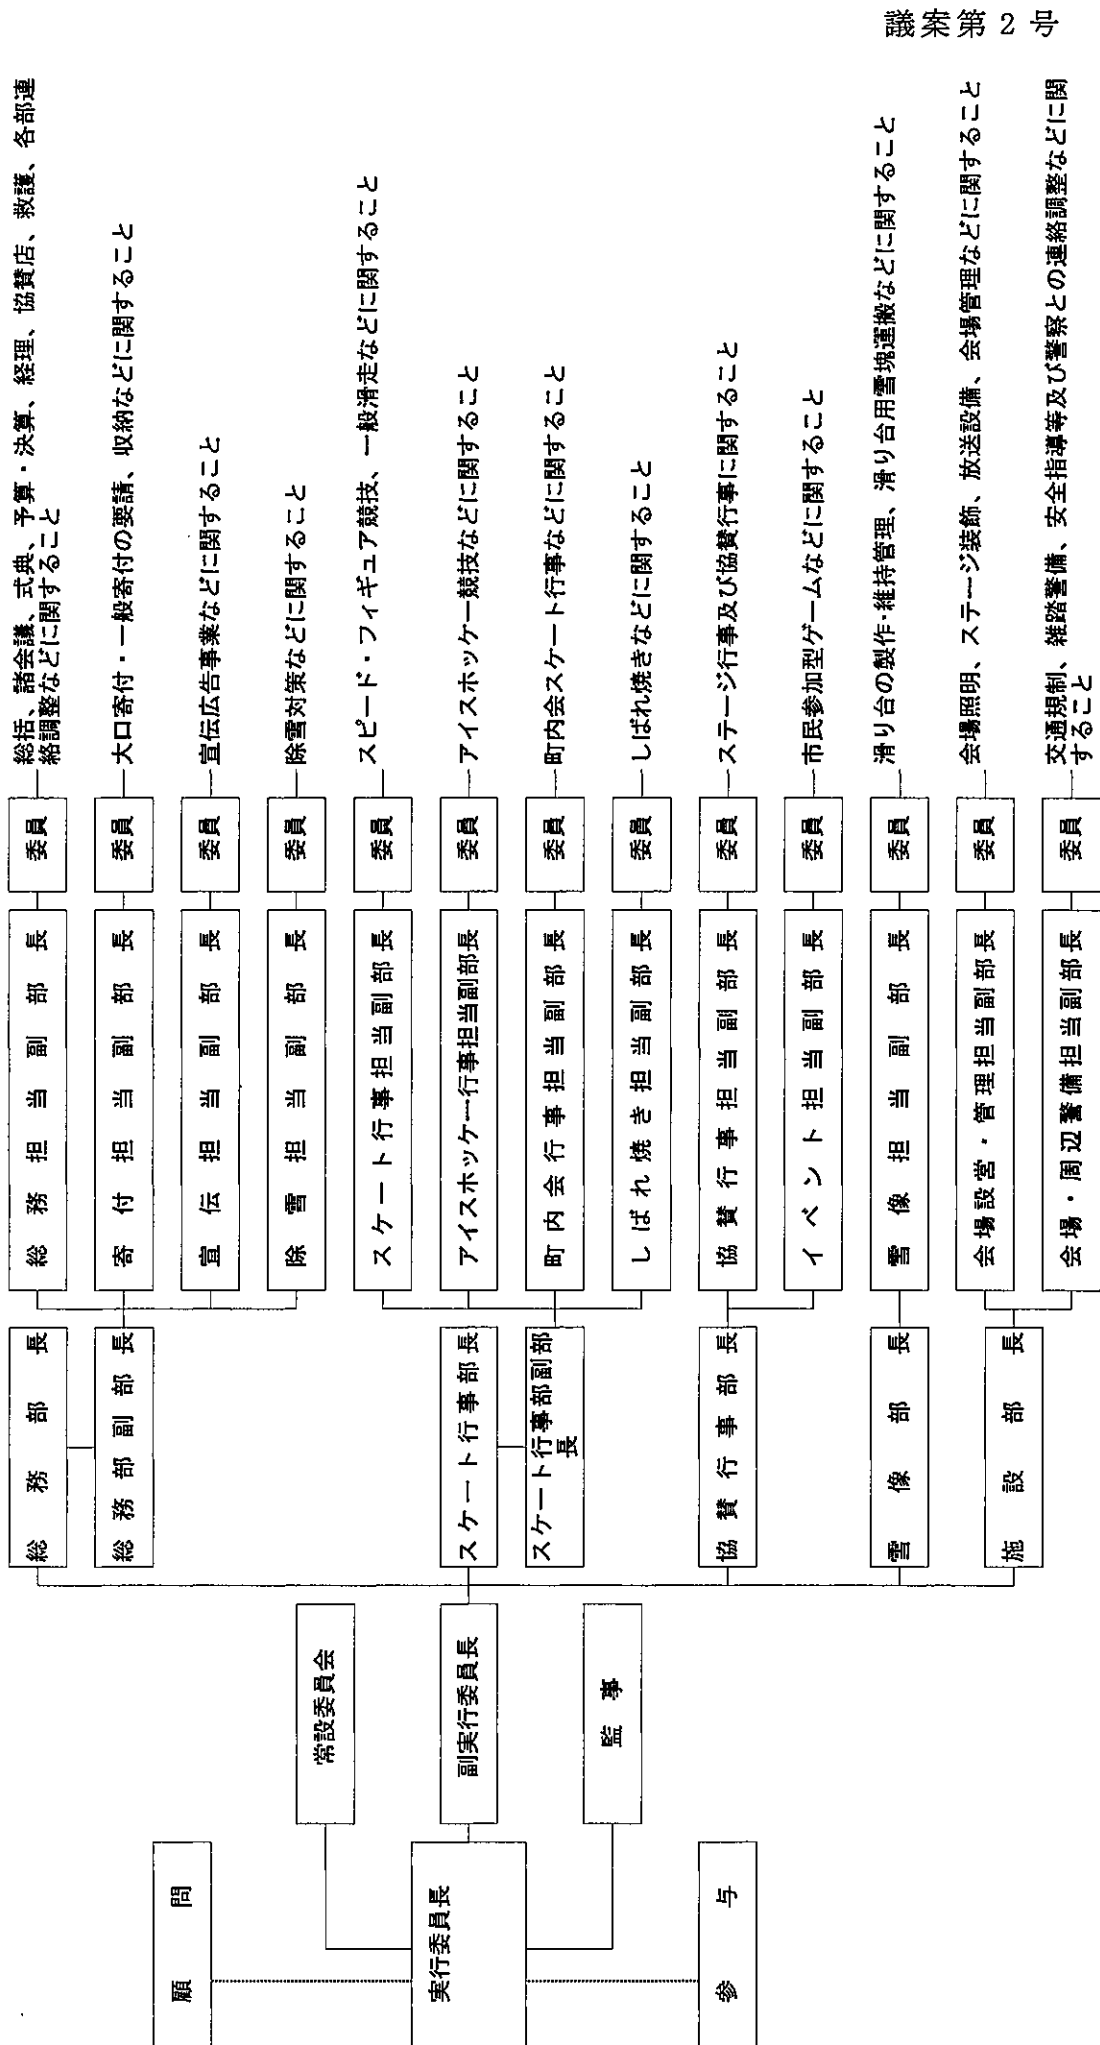 議案第２号
顧問
実行委員長
参与
常設委員会
副実行委員長
監事
総務部長
総務部副部長
スケート行事部長
スケート行事部副部
長
協賛行事部長
雪像部長
施設部長
総務担当副部長
委員
総括、諸会議、式典、予算・決算、経理、協賛店、救護、各部連
絡調整などに関すること
寄付担当副部長
委員
大口寄付・一般寄付の要請、収納などに関すること
宣伝担当副部長
委員
宣伝広告事業などに関すること
除雪担当副部長
委員
除雪対策などに関すること
スケート行事担当副部長
委員
スピード・フィギュア競技、一般滑走などに関すること
アイスホッケー行事担当副部長
委員
アイスホッケー競技などに関すること
町内会行事担当副部長
委員
町内会スケート行事などに関すること
しばれ焼き担当副部長
委員
しばれ焼きなどに関すること
協賛行事担当副部長
委員
ステージ行事及び協賛行事に関すること
イベント担当副部長
委員
市民参加型ゲームなどに関すること
雪像担当副部長
委員
滑り台の製作・維持管理、滑り台用雪塊運搬などに関すること
会場設営・管理担当副部長
委員
会場照明、ステージ装飾、放送設備、会場管理などに関すること
会場・周辺警備担当副部長
委員
交通規制、雑踏警備、安全指導等及び警察との連絡調整などに関
すること